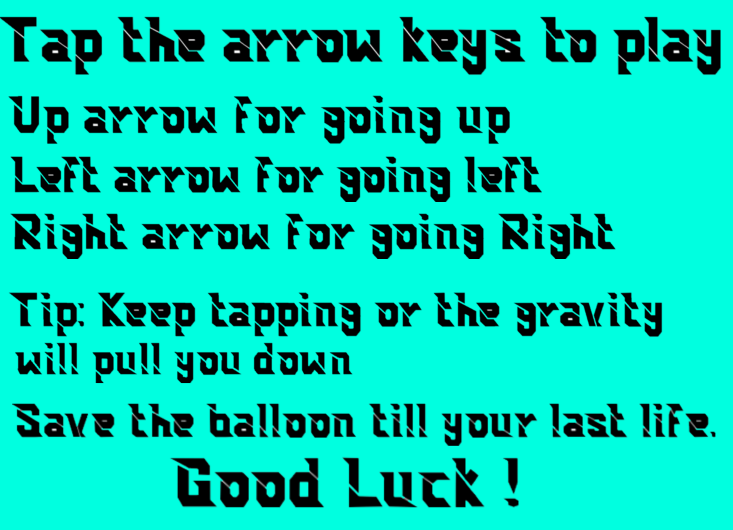 Tap the arrow keys to play
Up arrow for going up
Left arrow for going left
Right arrow for going Right
Tip: Keep tapping or the gravity
will pull you down
Save the balloon till your last life.
Good Luck !